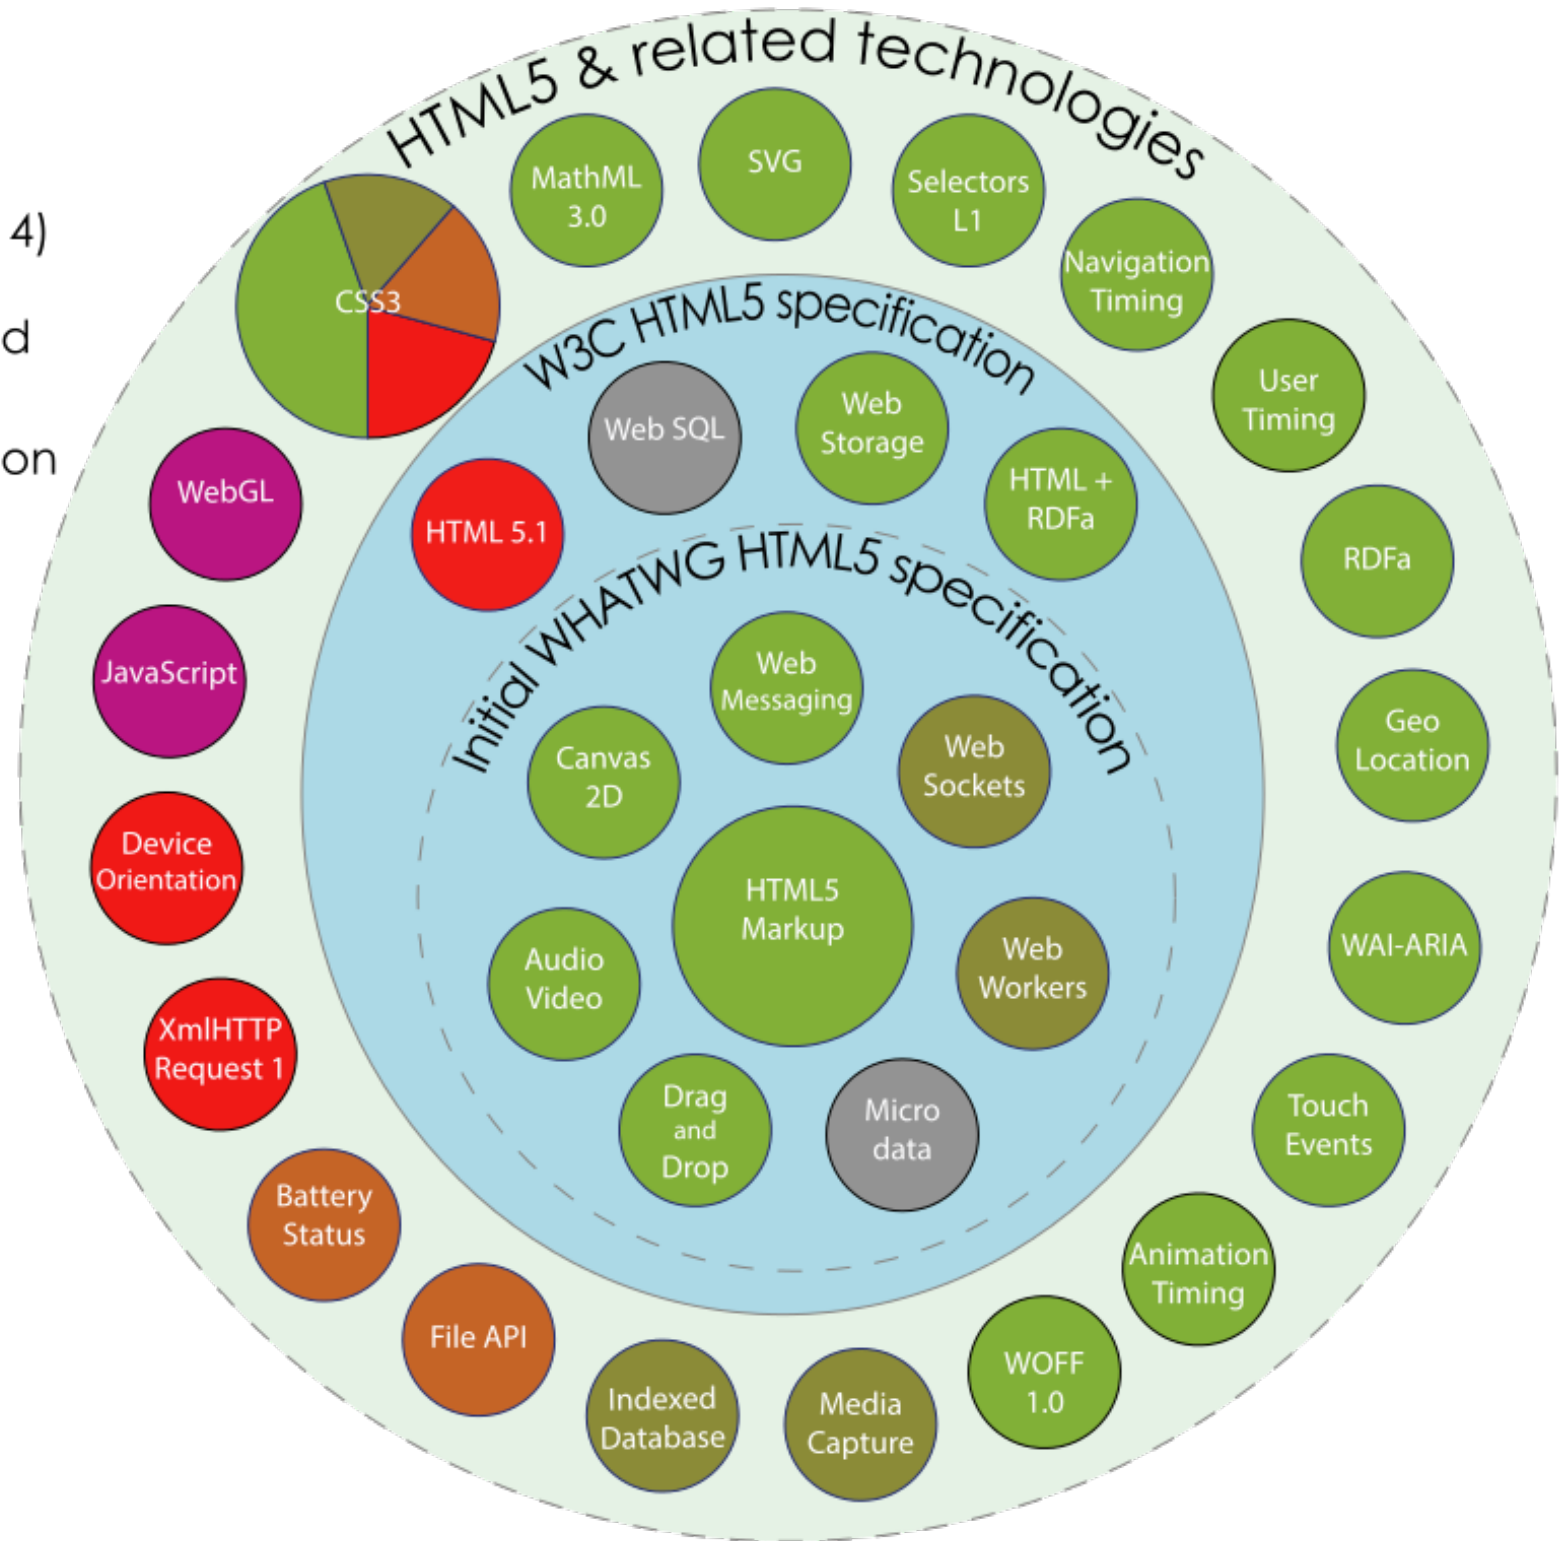 HTML5 & related technologies
4)
d
on
MathML
3.0
SVG
Selectors
L1
Navigation
Timing
CSS3
User
Timing
WebGL
RDFa
JavaScript
Geo
Location
Device
Orientation
WAI-ARIA
XmlHTTP
Request 1
Touch
Events
Battery
Status
Animation
Timing
File API
WOFF
1.0
Indexed
Database
Media
Capture
W3C HTML5 specification
Web SQL
Web
Storage
HTML +
RDFa
HTML 5.1
Initial WHATWG HTML5 specification
Web
Messaging
Canvas
2D
Web
Sockets
HTML5
Markup
Audio
Video
Web
Workers
Drag
and
Drop
Micro
data